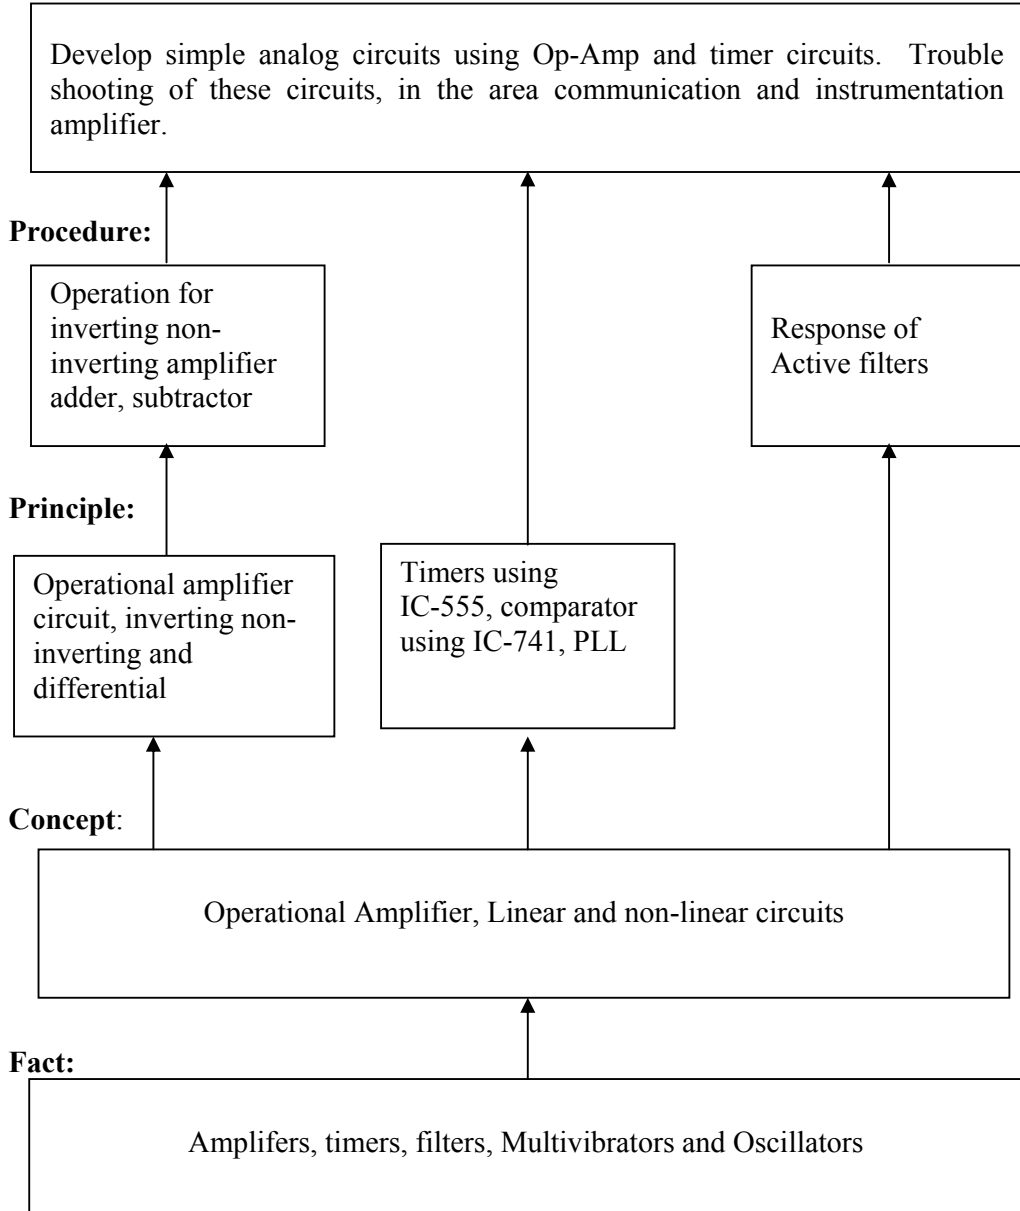 Develop simple analog circuits using Op-Amp and timer circuits. Trouble
shooting of these circuits, in the area communication and instrumentation
amplifier.
Procedure:
Operation for
inverting non-
inverting amplifier
adder, subtractor
Response of
Active filters
Principle:
Operational amplifier
circuit, inverting non-
inverting and
differential
Timers using
IC-555, comparator
using IC-741, PLL
Concept:
Operational Amplifier, Linear and non-linear circuits
Fact:
Amplifers, timers, filters, Multivibrators and Oscillators